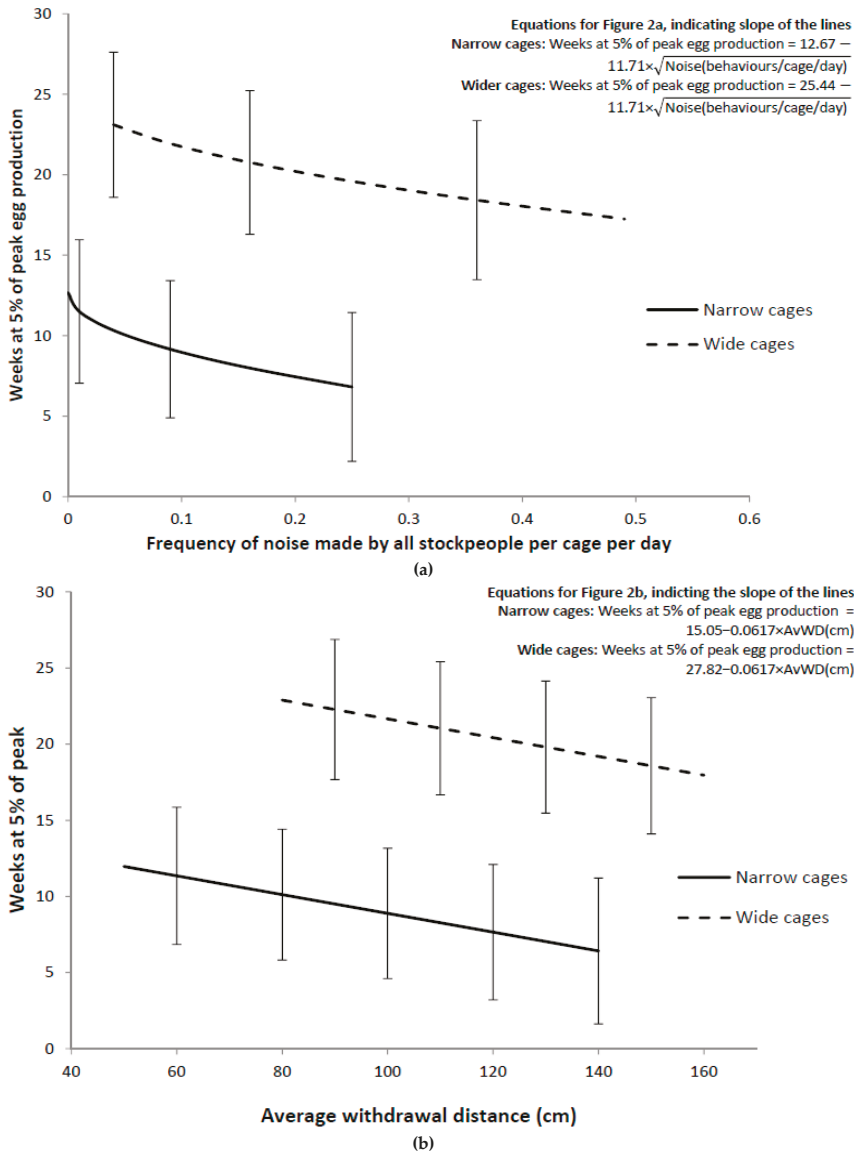 30
25
20
15
10
5
0
Weeks at 5% of peak egg production
Equations for Figure 2a, indicating slope of the lines
Narrow cages: Weeks at 5% of peak egg production = 12.67 −
11.71×√Noise(behaviours/cage/day)
Wider cages: Weeks at 5% of peak egg production = 25.44 −
11.71×√Noise(behaviours/cage/day)
Narrow cages
Wide cages
0 0.1 0.2 0.3 0.4 0.5 0.6
Frequency of noise made by all stockpeople per cage per day
(a)
30
25
20
15
10
5
0
Weeks at 5% of peak
Equations for Figure 2b, indicting the slope of the lines
Narrow cages: Weeks at 5% of peak egg production =
15.05−0.0617×AvWD(cm)
Wide cages: Weeks at 5% of peak egg production =
27.82−0.0617×AvWD(cm)
Narrow cages
Wide cages
40 60 80 100 120 140 160
Average withdrawal distance (cm)
(b)